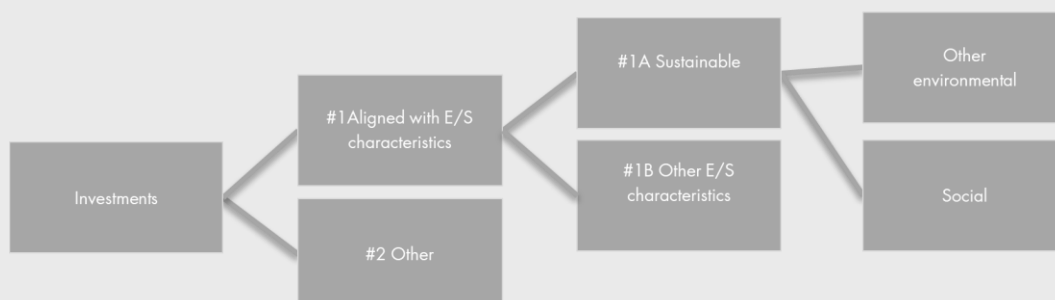 Investments
#1Aligned with E/S
characteristics
#2 Other
#1A Sustainable
#1B Other E/S
characteristics
Other
environmental
Social